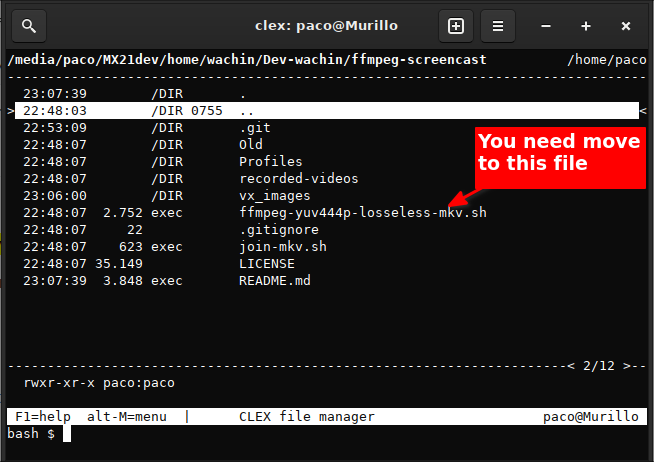 clex: paco@Murillo
/media/paco/MX21dev/home/wachin/Dev-wachin/ffmpeg-screencast /home/paco
--------------------------------------------------------------------------------
23:07:39 /DIR .
>22:48:03 /DIR 0755 .. <
22:53:09 /DIR .git
22:48:07 /DIR Old
22:48:07 /DIR Profiles
22:48:07 /DIR recorded-videos
23:06:00 /DIR vx_images
22:48:07 2.752 exec ffmpeg-yuv444p-losseless-mkv.sh
22:48:07 22 .gitignore
22:48:07 623 exec join-mkv.sh
22:48:07 35.149 LICENSE
23:07:39 3.848 exec README.md
You need move
to this file
----------------------------------------------------------------------< 2/12 >--
rwxr-xr-x paco:paco
F1=help alt-M=menu | CLEX file manager paco@Murillo
bash $